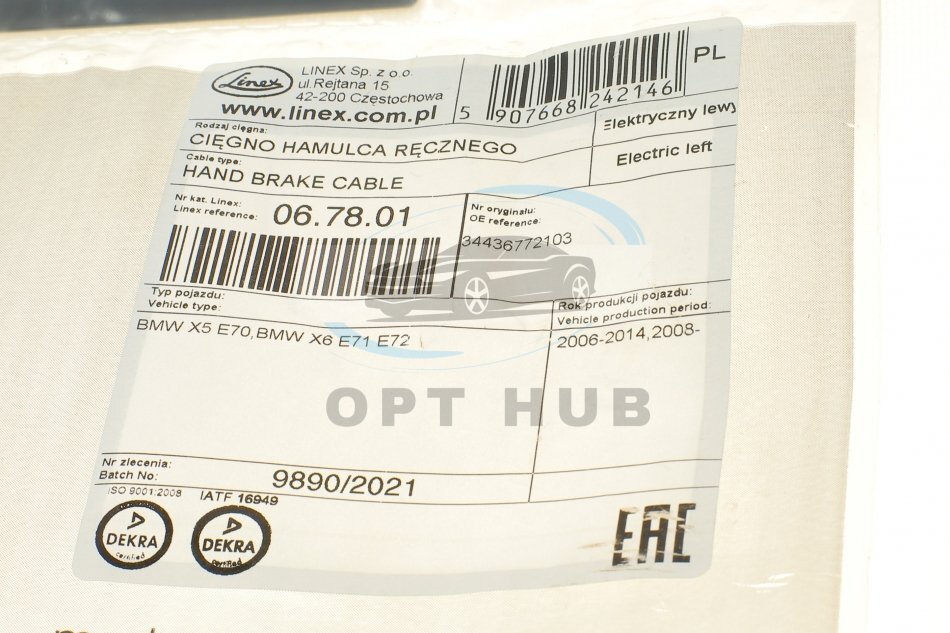 Linex
LINEX Sp. z o.o.
ul.Rejtana 15
42-200 Częstochowa
www.linex.com.pl
5 907668 242146
PL
Rodzaj cięgna:
CIĘGNO HAMULCA RĘCZNEGO
Elektryczny lewy
Cable type:
HAND BRAKE CABLE
Electric left
Nr kat. Linex:
Linex reference:
06.78.01
Nr oryginału:
OE reference:
34436772103
Typ pojazdu:
Vehicle type:
BMW X5 E70,BMW X6 E71 E72
Rok produkcji pojazdu:
Vehicle production period:
2006-2014,2008-
OPT HUB
Nr zlecenia:
Batch No:
9890/2021
ISO 9001:2008
IATF 16949
DEKRA
certified
DEKRA
certified
EAC